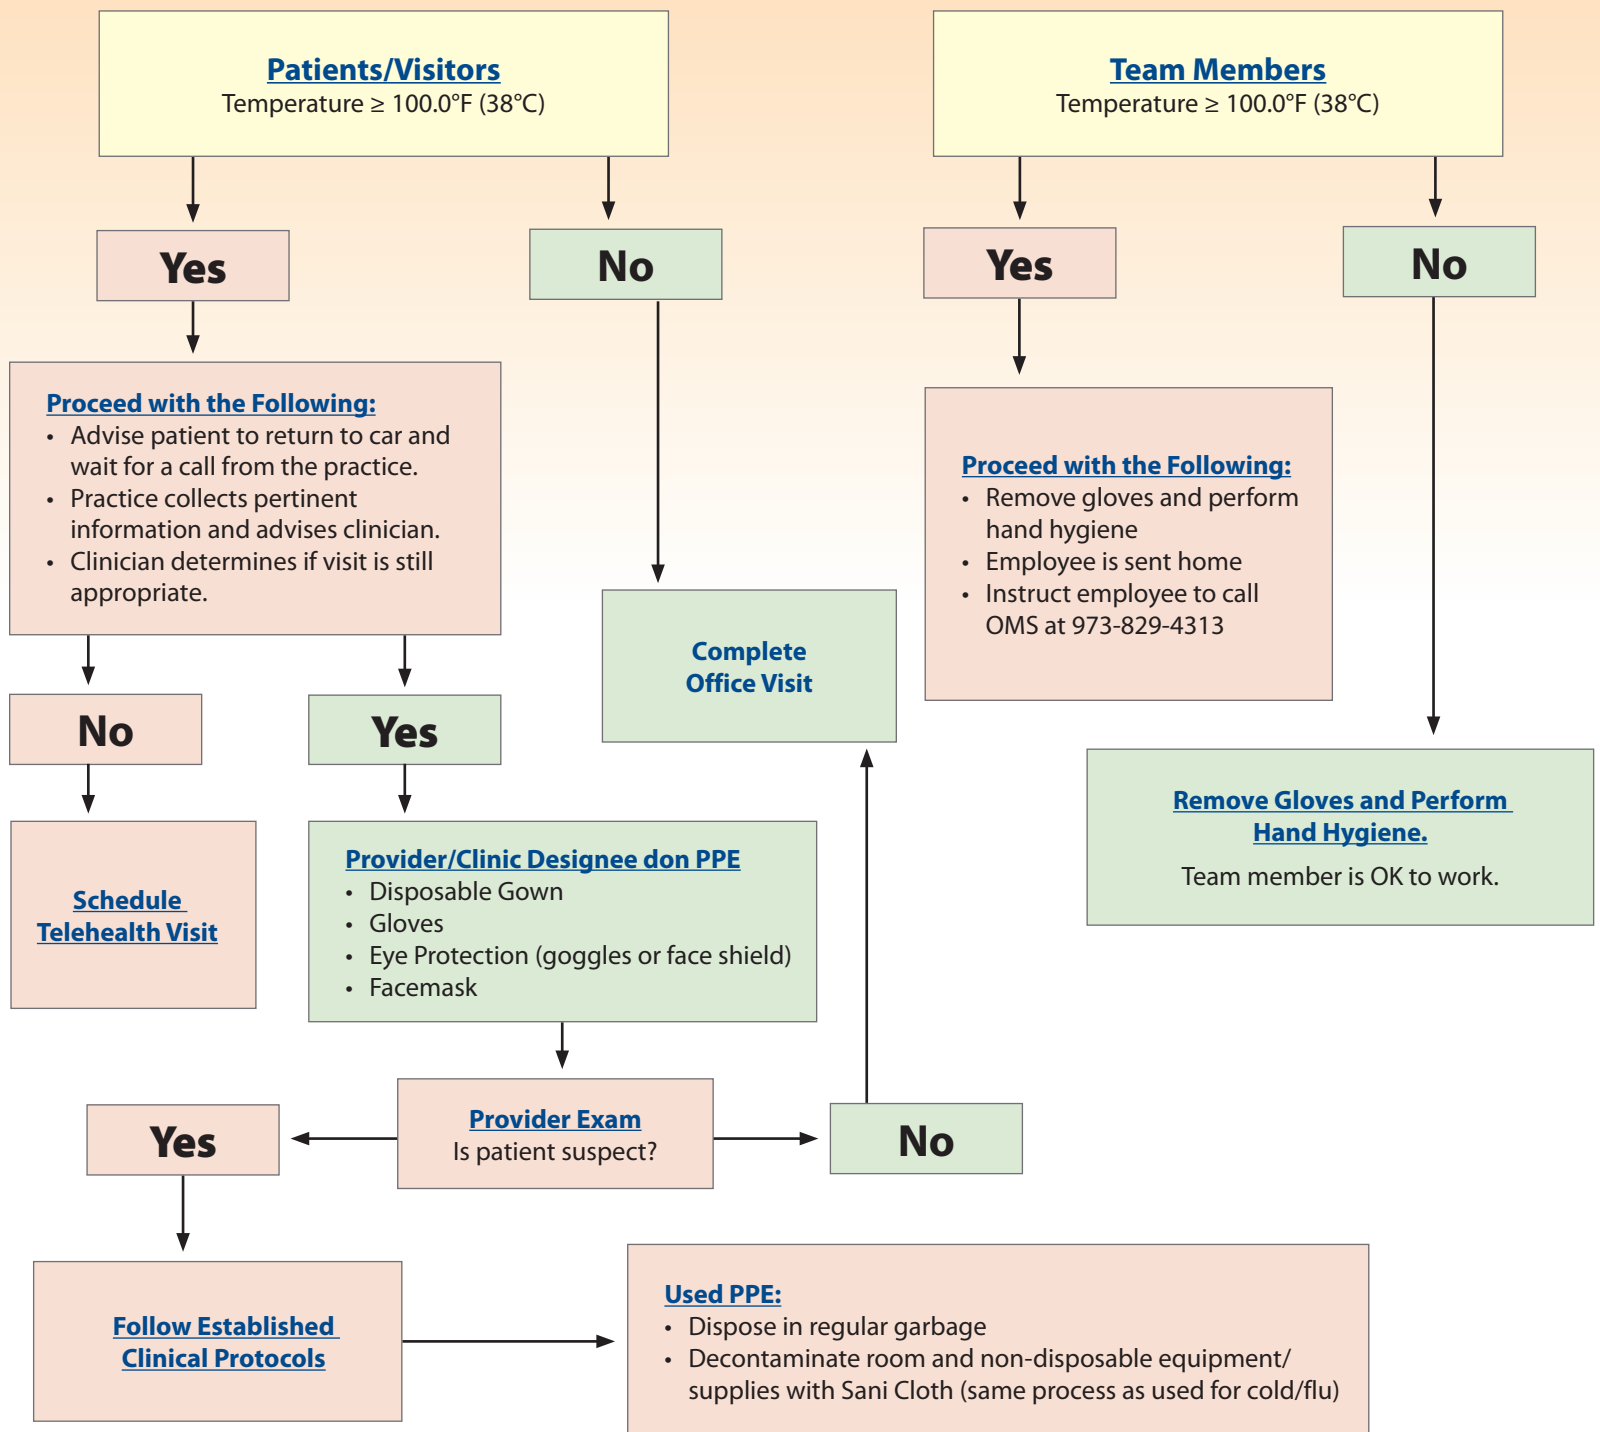 Patients/Visitors
Temperature ≥ 100.0°F (38°C)
Yes
No
Proceed with the Following:
• Advise patient to return to car and
wait for a call from the practice.
• Practice collects pertinent
information and advises clinician.
• Clinician determines if visit is still
appropriate.
No
Yes
Schedule
Telehealth Visit
Provider/Clinic Designee don PPE
• Disposable Gown
• Gloves
• Eye Protection (goggles or face shield)
• Facemask
Complete
Office Visit
Provider Exam
Is patient suspect?
Yes
No
Follow Established
Clinical Protocols
Used PPE:
• Dispose in regular garbage
• Decontaminate room and non-disposable equipment/
supplies with Sani Cloth (same process as used for cold/flu)
Team Members
Temperature ≥ 100.0°F (38°C)
Yes
No
Proceed with the Following:
• Remove gloves and perform
hand hygiene
• Employee is sent home
• Instruct employee to call
OMS at 973-829-4313
Remove Gloves and Perform
Hand Hygiene.
Team member is OK to work.